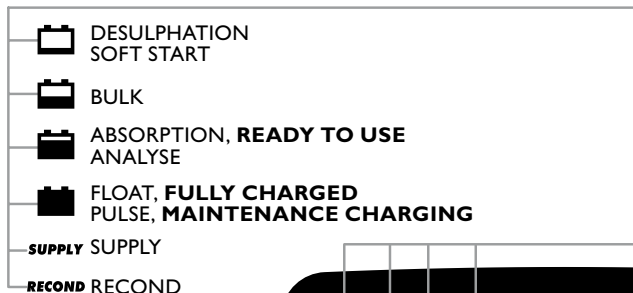 DESULPHATION
SOFT START
BULK
ABSORPTION, READY TO USE
ANALYSE
FLOAT, FULLY CHARGED
PULSE, MAINTENANCE CHARGING
SUPPLY SUPPLY
RECOND RECOND